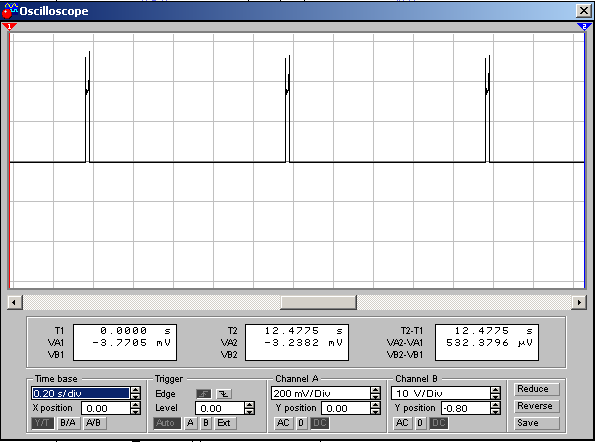 Oscilloscope
1 2
T1 0.0000 s T2 12.4775 s T2-T1 12.4775 s
VA1 -3.7705 mV VA2 -3.2382 mV VA2-VA1 532.3796 µV
VB1 VB2 VB2-VB1
Time base Trigger Channel A Channel B
0.20 s/div Edge 200 mV/Div 10 V/Div Reduce
X position 0.00 Level 0.00 Y position 0.00 Y position -0.80 Reverse
Y/T B/A A/B Auto A B Ext AC 0 DC AC 0 DC Save